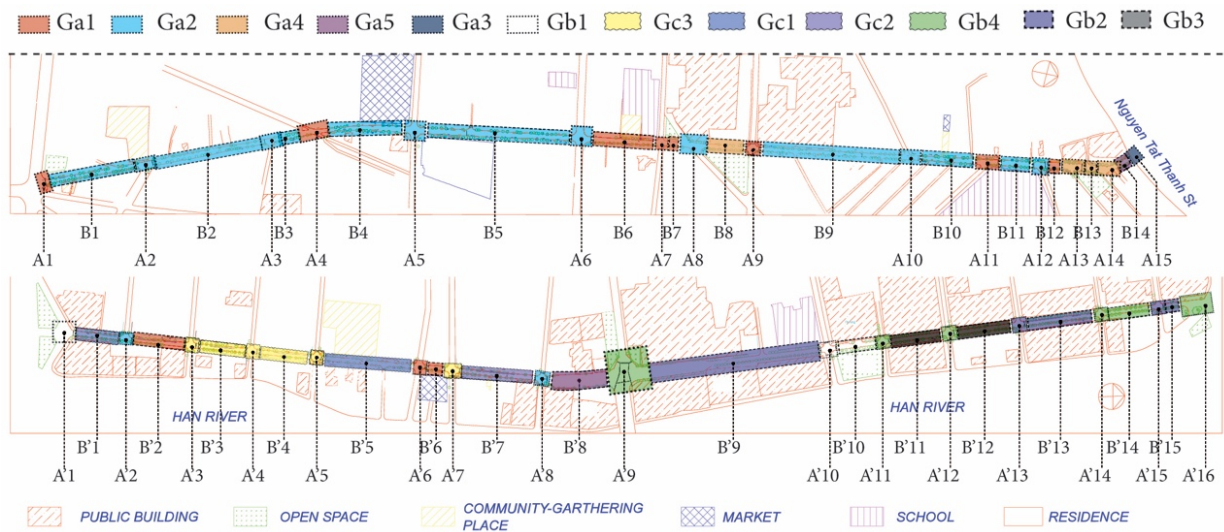 Ga1 Ga2 Ga4 Ga5 Ga3 Gb1 Gc3 Gc1 Gc2 Gb4 Gb2 Gb3
Nguyen Tat Thanh St
B1 B2 B3 B4 B5 B6 B7 B8 B9 B10 B11 B12 B13 B14
A1 A2 A3 A4 A5 A6 A7 A8 A9 A10 A11 A12 A13 A14 A15
HAN RIVER HAN RIVER
B'1 B'2 B'3 B'4 B'5 B'6 B'7 B'8 B'9 B'10 B'11 B'12 B'13 B'14 B'15
A'1 A'2 A'3 A'4 A'5 A'6 A'7 A'8 A'9 A'10 A'11 A'12 A'13 A'14 A'15 A'16
PUBLIC BUILDING OPEN SPACE COMMUNITY-GARTHERING PLACE MARKET SCHOOL RESIDENCE